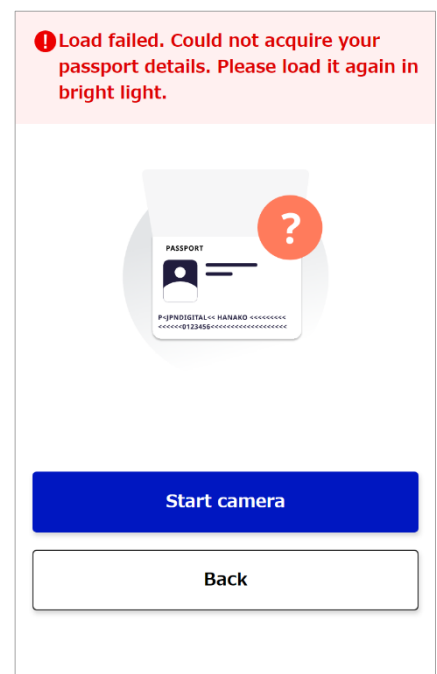 Load failed. Could not acquire your
passport details. Please load it again in
bright light.
?
PASSPORT
P<JPNDIGITAL<< HANAKO <<<<<<<<<
<<<<<<0123456<<<<<<<<<<<<<<<<<<<
Start camera
Back